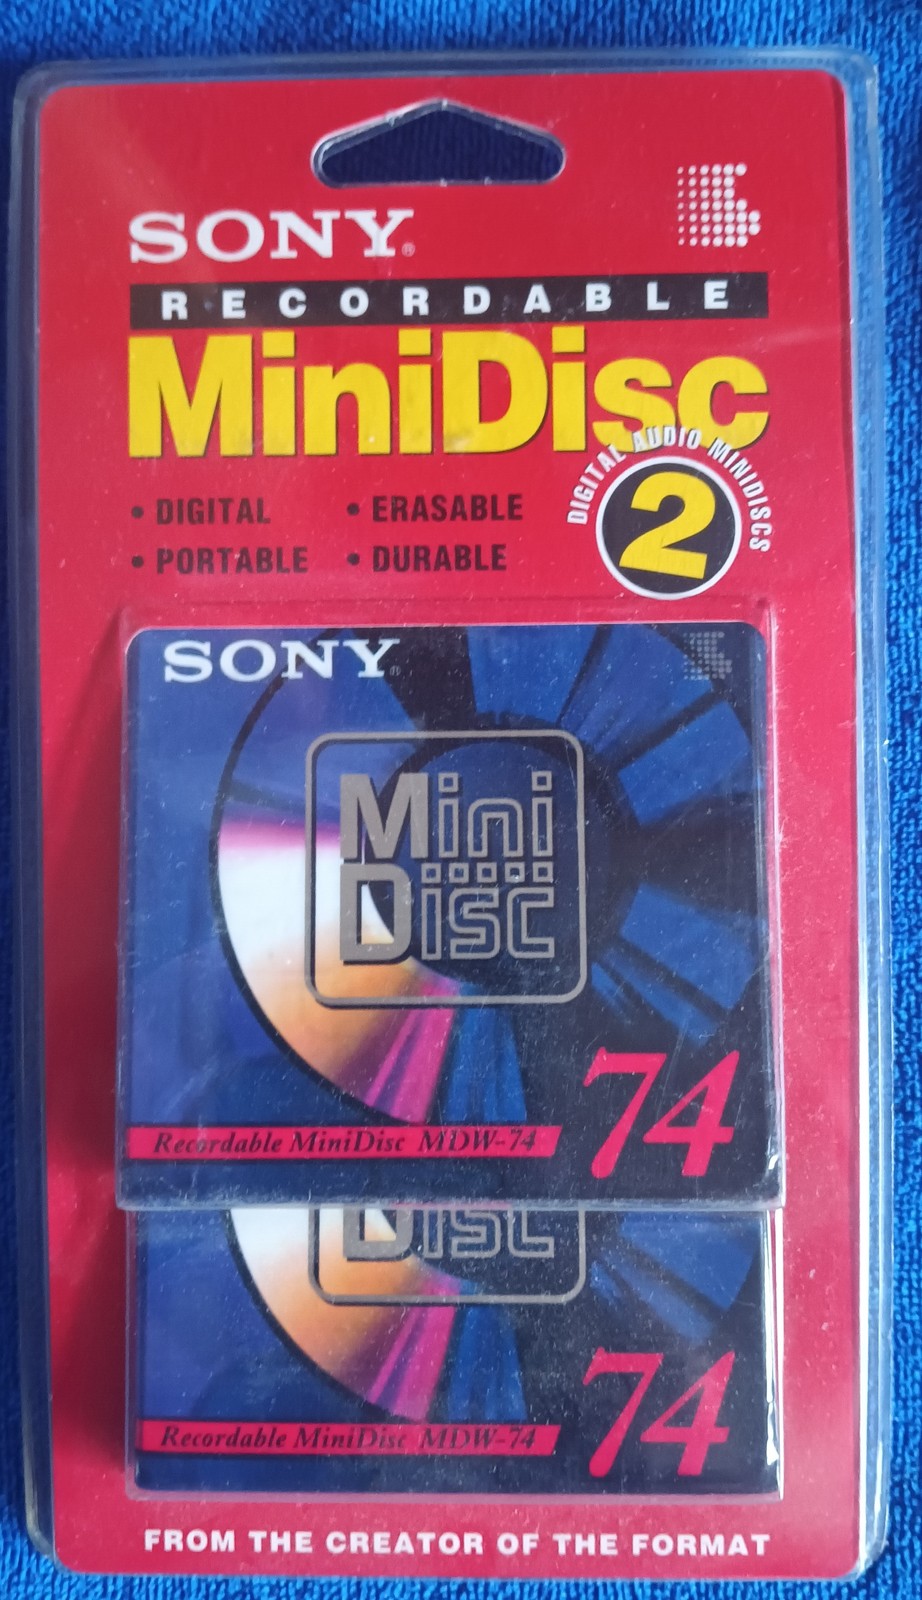 SONY®
RECORDABLE
MiniDisc
DIGITAL AUDIO MINIDISCS
2
• DIGITAL • ERASABLE
• PORTABLE • DURABLE
SONY®
Mini
Disc
74
Recordable MiniDisc MDW-74
Disc
74
Recordable MiniDisc MDW-74
FROM THE CREATOR OF THE FORMAT